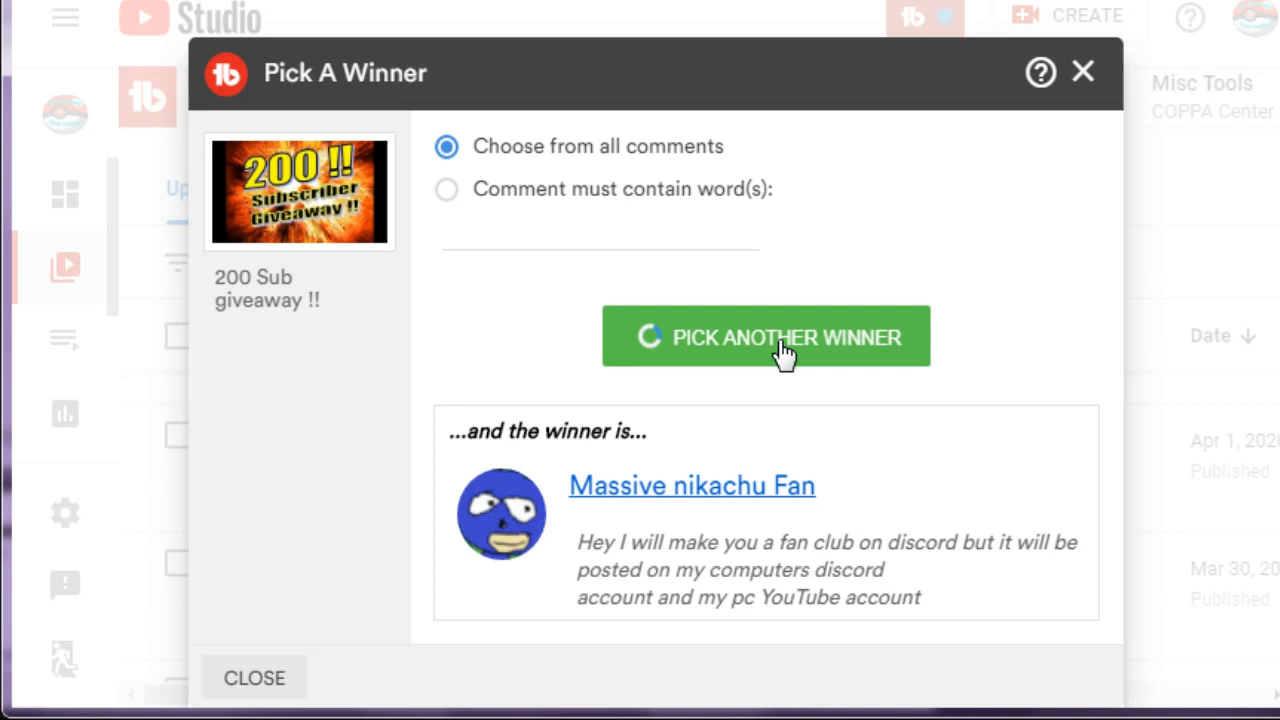 Studio
CREATE
Pick A Winner
Misc Tools
COPPA Center
200 !!
Subscriber
Giveaway !!
200 Sub
giveaway !!
Choose from all comments
Comment must contain word(s):
PICK ANOTHER WINNER
Date
...and the winner is...
Massive nikachu Fan
Hey I will make you a fan club on discord but it will be
posted on my computers discord
account and my pc YouTube account
Apr 1, 2020
Published
Mar 30, 20
Published
CLOSE